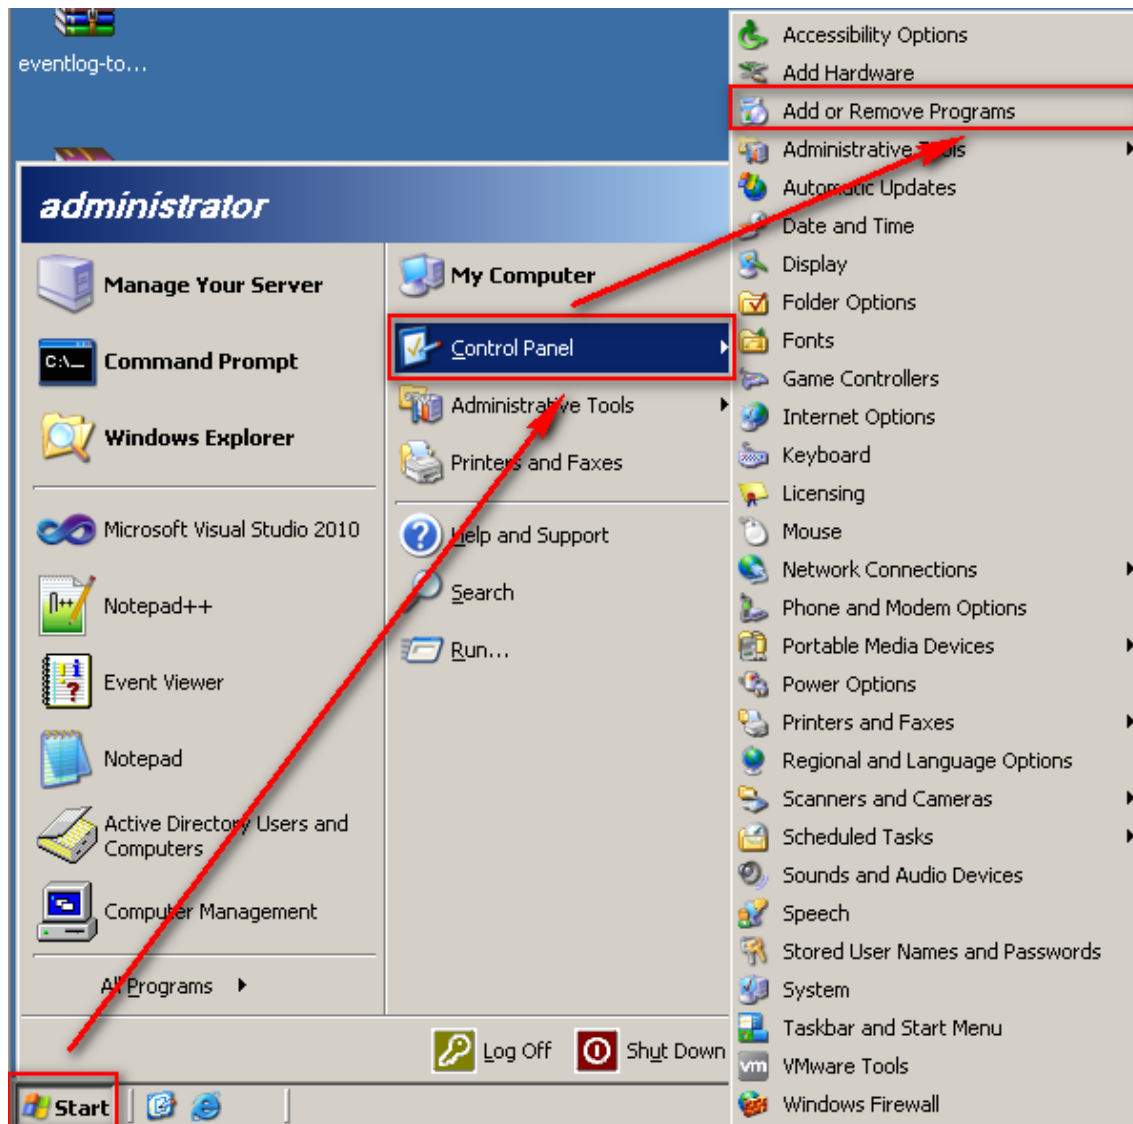 eventlog-to...
administrator
Manage Your Server
Command Prompt
Windows Explorer
Microsoft Visual Studio 2010
Notepad++
Event Viewer
Notepad
Active Directory Users and
Computers
Computer Management
All Programs
My Computer
Control Panel
Administrative Tools
Printers and Faxes
Help and Support
Search
Run...
Log Off
Shut Down
Start
Accessibility Options
Add Hardware
Add or Remove Programs
Administrative Tools
Automatic Updates
Date and Time
Display
Folder Options
Fonts
Game Controllers
Internet Options
Keyboard
Licensing
Mouse
Network Connections
Phone and Modem Options
Portable Media Devices
Power Options
Printers and Faxes
Regional and Language Options
Scanners and Cameras
Scheduled Tasks
Sounds and Audio Devices
Speech
Stored User Names and Passwords
System
Taskbar and Start Menu
VMware Tools
Windows Firewall